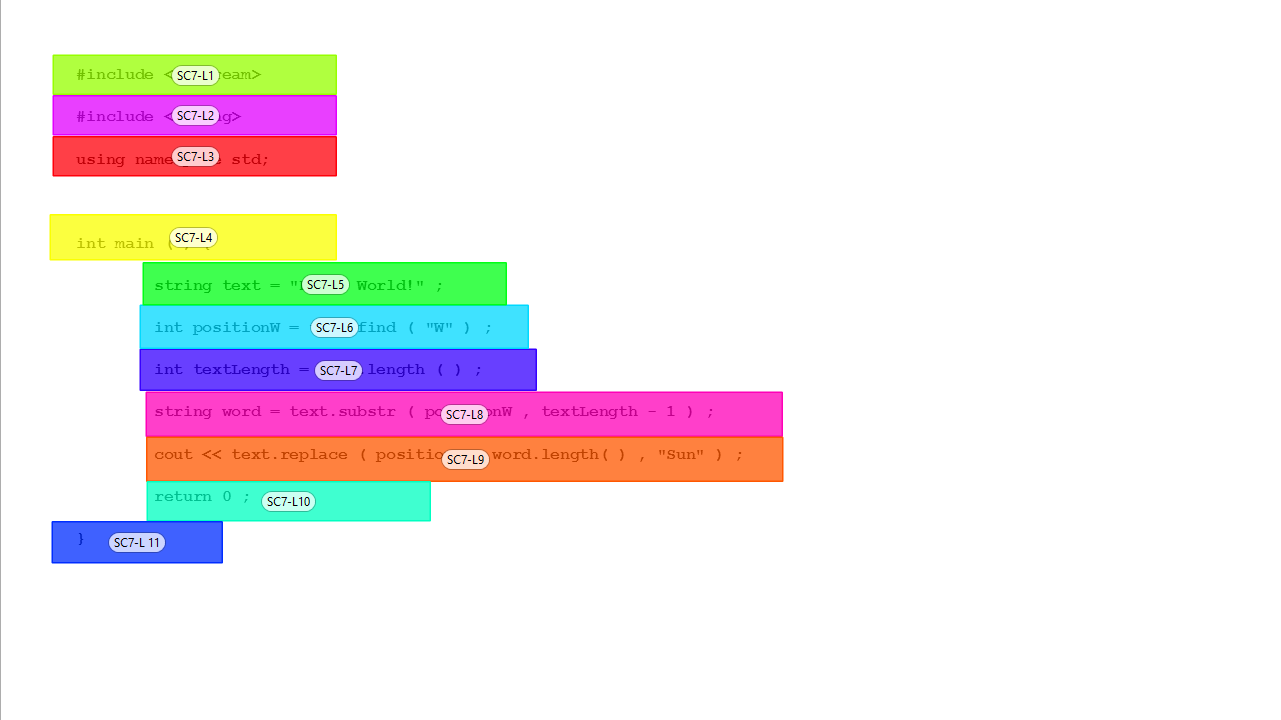 #include < SC7-L1 eam>
#include < SC7-L2 g>
using name SC7-L3 std;
int main ( SC7-L4
string text = " SC7-L5 World!" ;
int positionW = SC7-L6 find ( "W" ) ;
int textLength = SC7-L7 length ( ) ;
string word = text.substr ( po SC7-L8 nW , textLength - 1 ) ;
cout << text.replace ( positio SC7-L9 word.length( ) , "Sun" ) ;
return 0 ; SC7-L10
} SC7-L 11